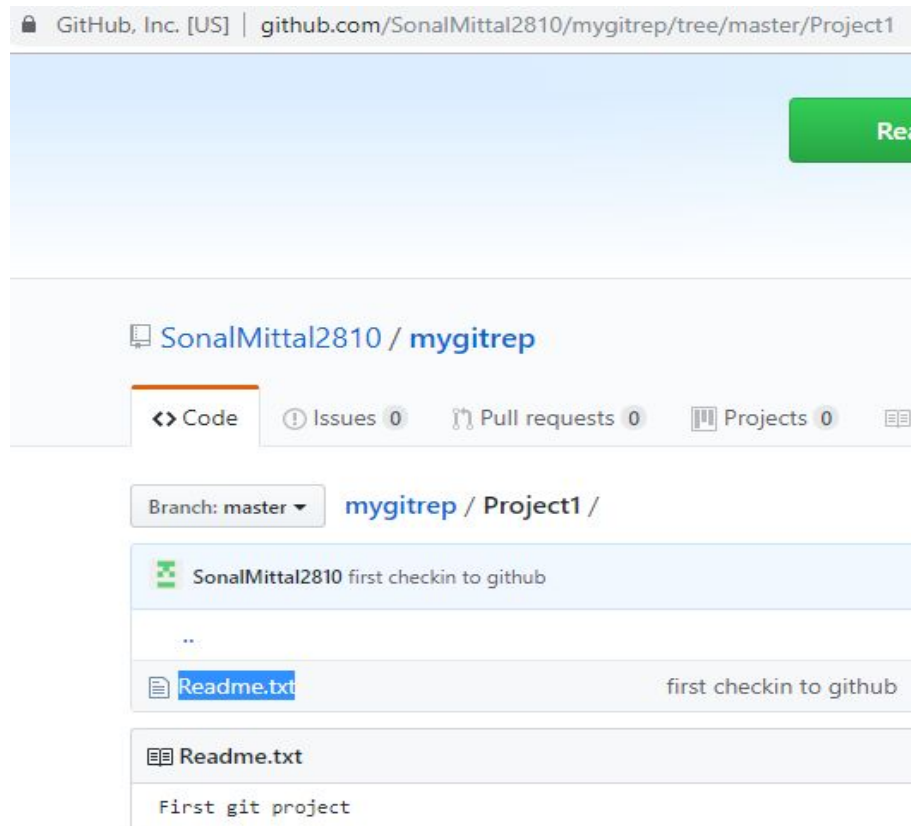 GitHub, Inc. [US] | github.com/SonalMittal2810/mygitrep/tree/master/Project1
SonalMittal2810 / mygitrep
Code Issues 0 Pull requests 0 Projects 0
Branch: master mygitrep / Project1 /
SonalMittal2810 first checkin to github
..
Readme.txt first checkin to github
Readme.txt
First git project